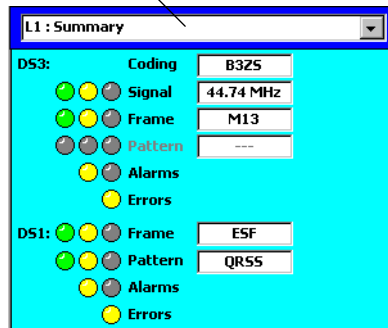 L1 : Summary
DS3: Coding B3ZS
Signal 44.74 MHz
Frame M13
Pattern ---
Alarms
Errors
DS1: Frame ESF
Pattern QRSS
Alarms
Errors